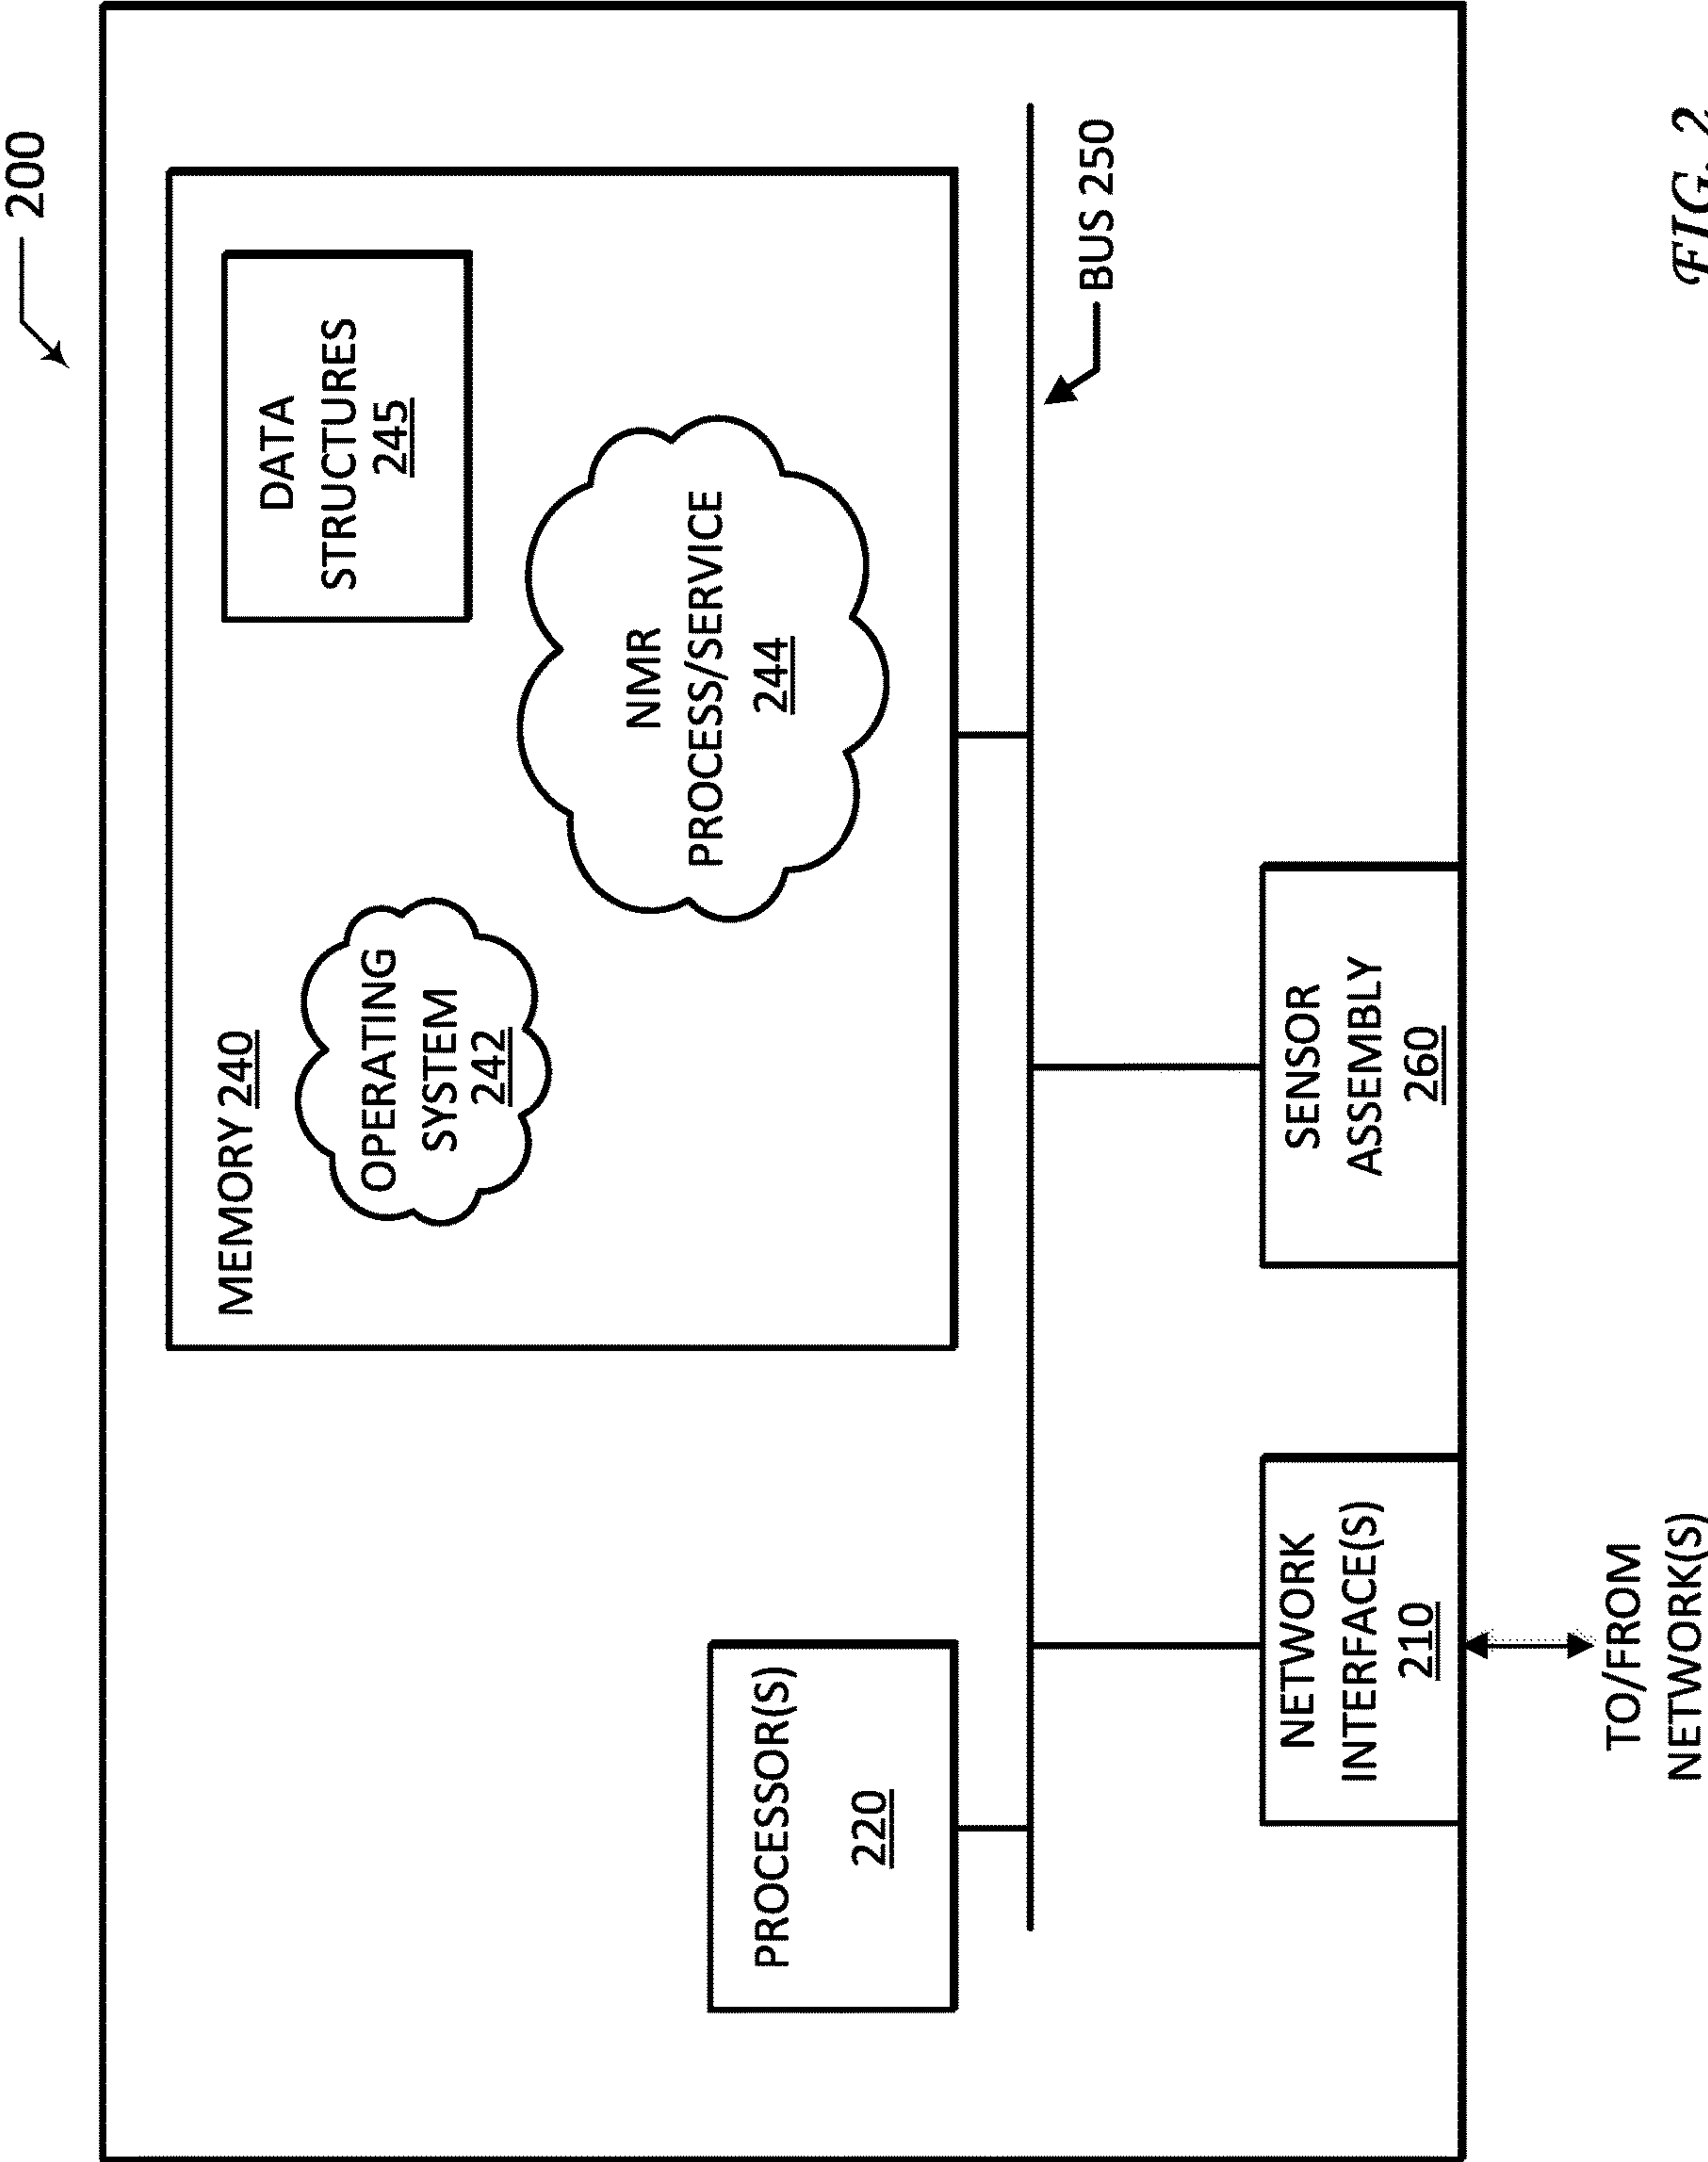 200
MEMORY 240
DATA
STRUCTURES
245
OPERATING
SYSTEM
242
NMR
PROCESS/SERVICE
244
PROCESSOR(S)
220
BUS 250
NETWORK
INTERFACE(S)
210
SENSOR
ASSEMBLY
260
TO/FROM
NETWORK(S)
FIG. 2